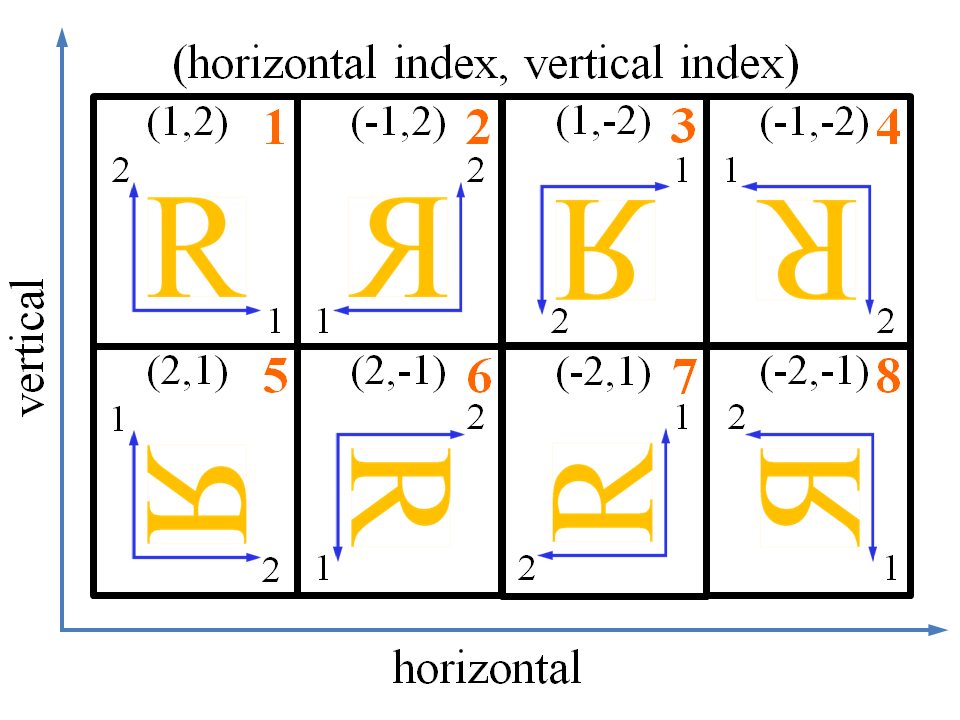 (horizontal index, vertical index)
(1,2) 1 (-1,2) 2 (1,-2) 3 (-1,-2) 4
2 2 1 1
R R R R
1 1 2 2
(2,1) 5 (2,-1) 6 (-2,1) 7 (-2,-1) 8
1 2 1 2
R R R R
2 1 2 1
vertical
horizontal